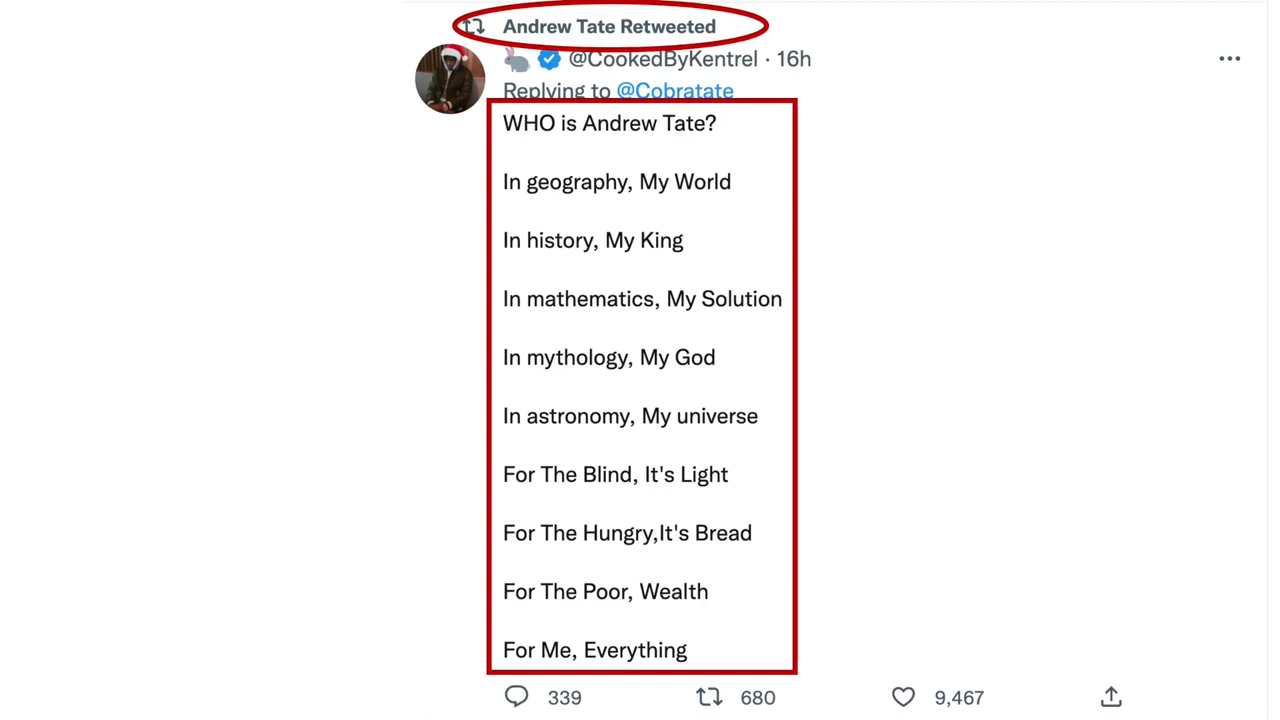 Andrew Tate Retweeted
@CookedByKentrel · 16h
Replying to @Cobratate
WHO is Andrew Tate?
In geography, My World
In history, My King
In mathematics, My Solution
In mythology, My God
In astronomy, My universe
For The Blind, It's Light
For The Hungry,It's Bread
For The Poor, Wealth
For Me, Everything
339 680 9,467